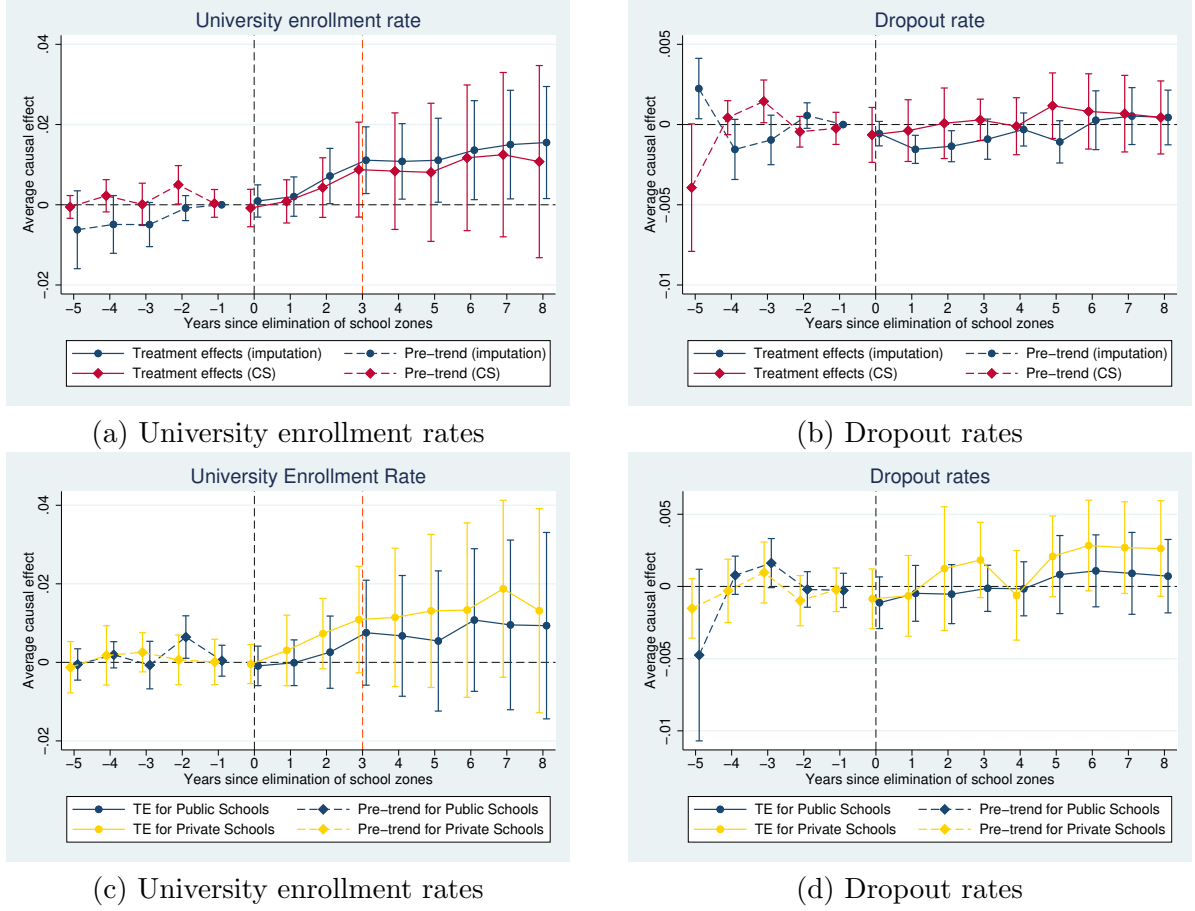 University enrollment rate
Average causal effect
.04
.02
0
-.02
-5 -4 -3 -2 -1 0 1 2 3 4 5 6 7 8
Years since elimination of school zones
Treatment effects (imputation) Pre-trend (imputation)
Treatment effects (CS) Pre-trend (CS)
(a) University enrollment rates
Dropout rate
Average causal effect
.005
0
-.005
-.01
-5 -4 -3 -2 -1 0 1 2 3 4 5 6 7 8
Years since elimination of school zones
Treatment effects (imputation) Pre-trend (imputation)
Treatment effects (CS) Pre-trend (CS)
(b) Dropout rates
University Enrollment Rate
Average causal effect
.04
.02
0
-.02
-5 -4 -3 -2 -1 0 1 2 3 4 5 6 7 8
Years since elimination of school zones
TE for Public Schools Pre-trend for Public Schools
TE for Private Schools Pre-trend for Private Schools
(c) University enrollment rates
Dropout rates
Average causal effect
.005
0
-.005
-.01
-5 -4 -3 -2 -1 0 1 2 3 4 5 6 7 8
Years since elimination of school zones
TE for Public Schools Pre-trend for Public Schools
TE for Private Schools Pre-trend for Private Schools
(d) Dropout rates